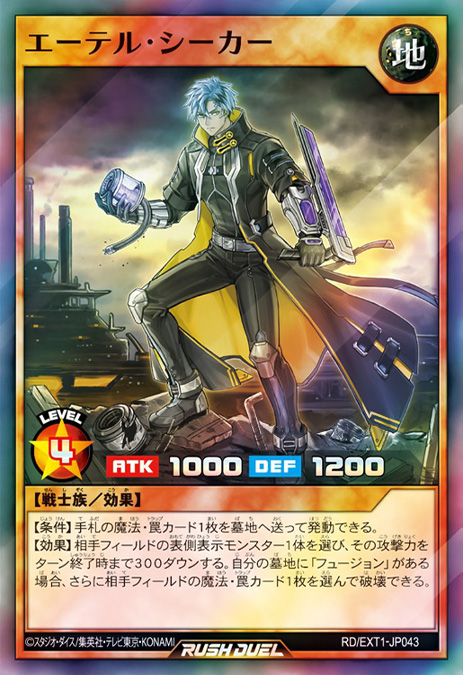 エーテル・シーカー
地
LEVEL
4
ATK 1000 DEF 1200
【戦士族／効果】
【条件】手札の魔法・罠カード1枚を墓地へ送って発動できる。
【効果】相手フィールドの表側表示モンスター1体を選び、その攻撃力を
ターン終了時まで300ダウンする。自分の墓地に「フュージョン」がある
場合、さらに相手フィールドの魔法・罠カード1枚を選んで破壊できる。
©スタジオ・ダイス/集英社・テレビ東京・KONAMI
RUSH DUEL
RD/EXT1-JP043